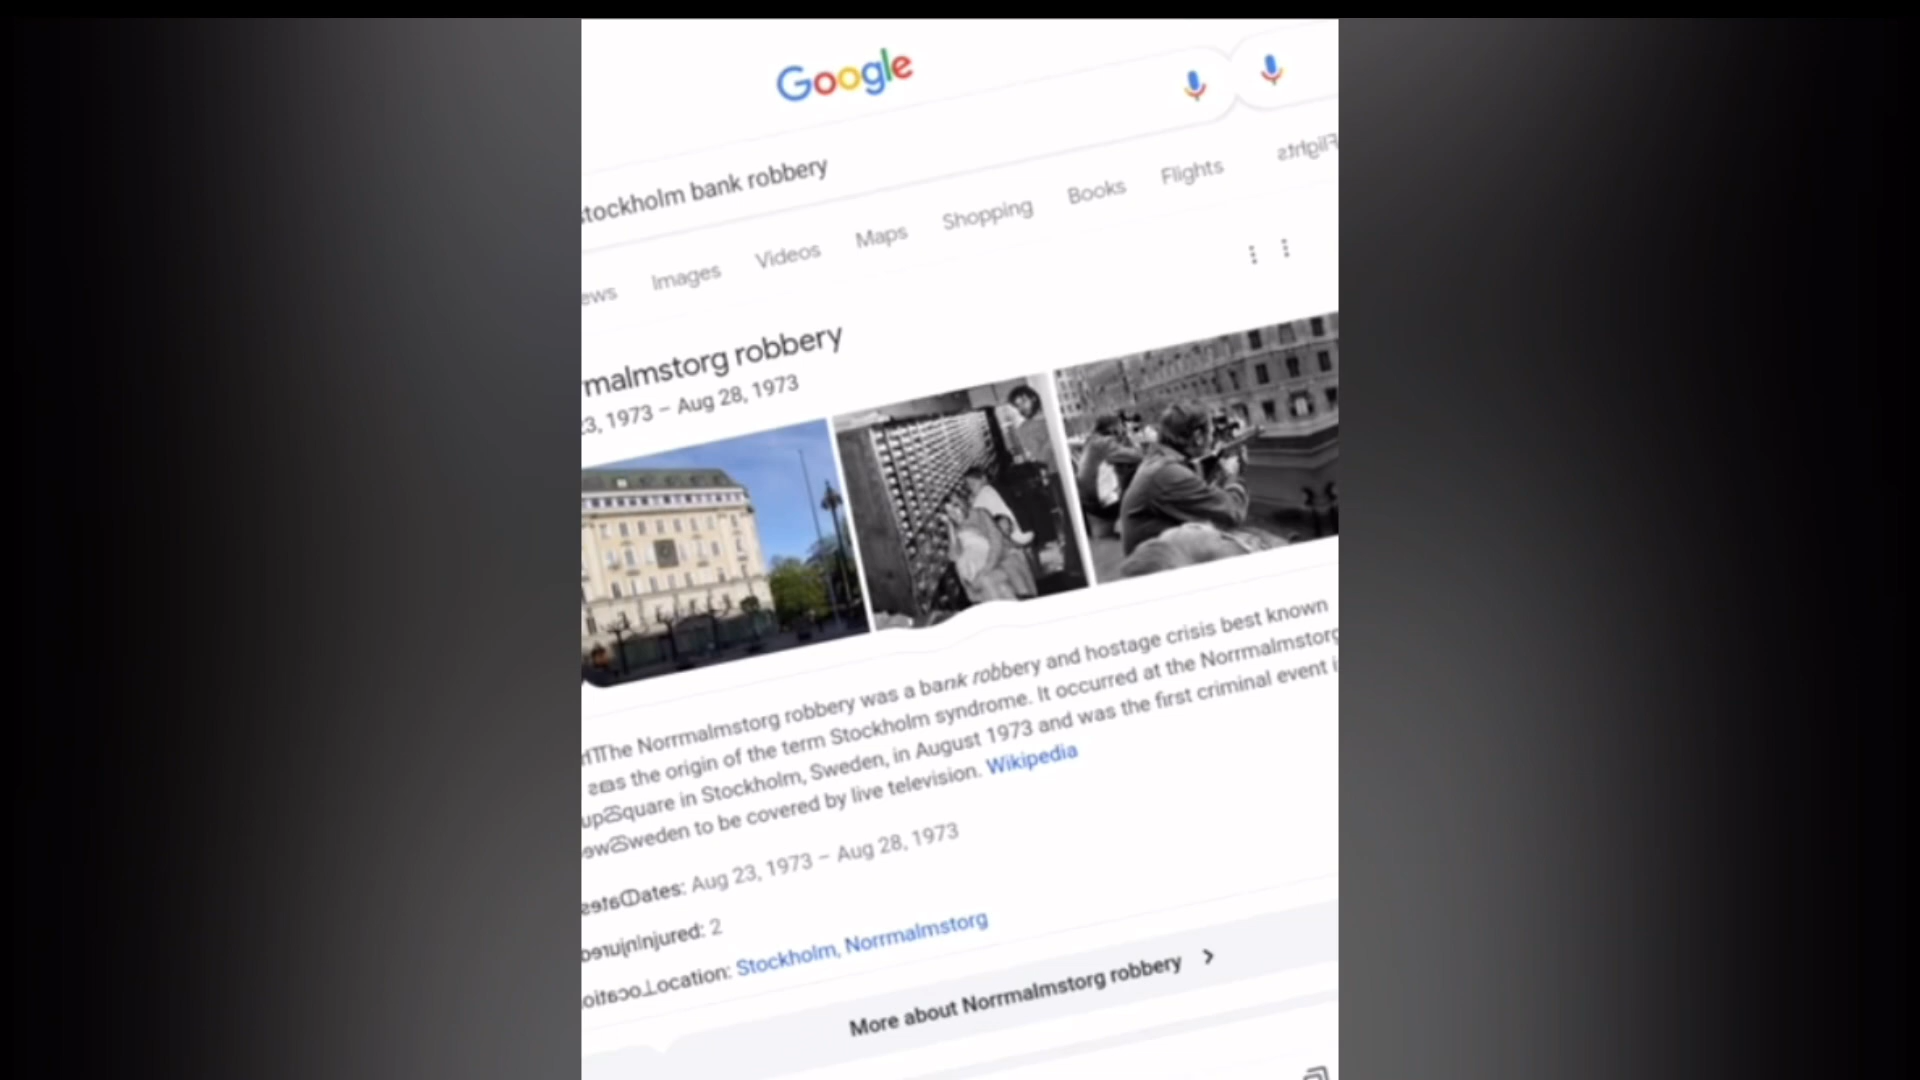 Google
stockholm bank robbery
ews Images Videos Maps Shopping Books Flights
rmalmstorg robbery
23, 1973 – Aug 28, 1973
The Norrmalmstorg robbery was a bank robbery and hostage crisis best known
as the origin of the term Stockholm syndrome. It occurred at the Norrmalmstorg
Square in Stockholm, Sweden, in August 1973 and was the first criminal event i
Sweden to be covered by live television. Wikipedia
Dates: Aug 23, 1973 – Aug 28, 1973
Injured: 2
Location: Stockholm, Norrmalmstorg
More about Norrmalmstorg robbery